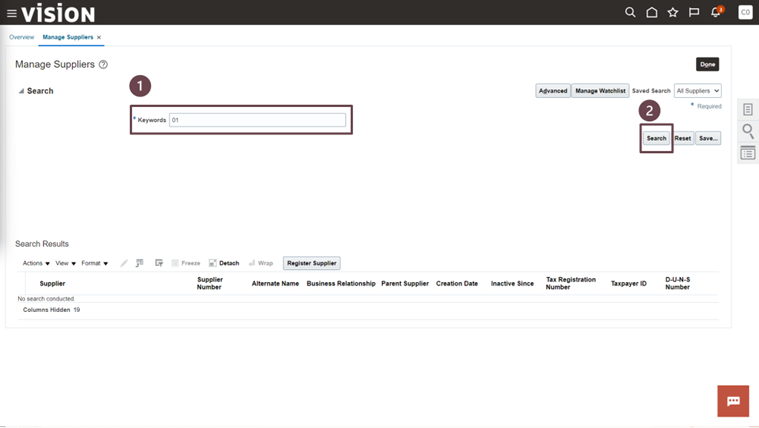 VISION
3
CO
Overview Manage Suppliers ×
Manage Suppliers ?
Done
1
Search
Advanced Manage Watchlist Saved Search All Suppliers
* Required
2
* Keywords 01
Search Reset Save...
Search Results
Actions View Format Freeze Detach Wrap Register Supplier
Supplier Supplier Number Alternate Name Business Relationship Parent Supplier Creation Date Inactive Since Tax Registration Number Taxpayer ID D-U-N-S Number
No search conducted
Columns Hidden 19